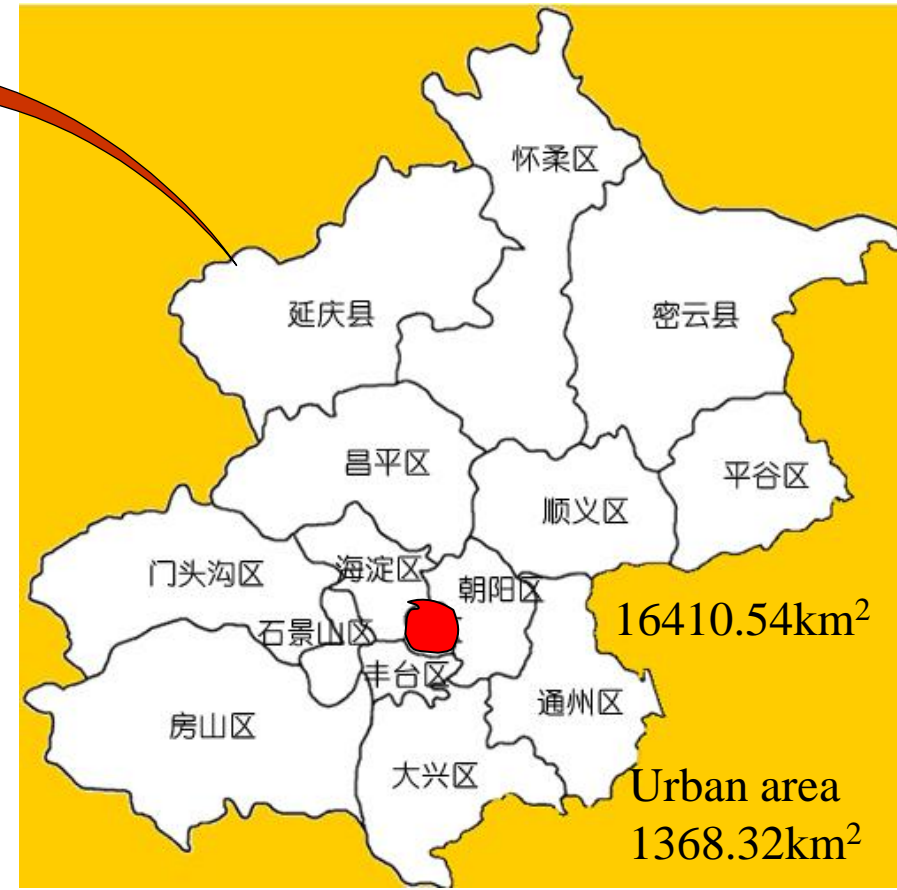 怀柔区
延庆县
密云县
昌平区
平谷区
顺义区
门头沟区
海淀区
朝阳区
16410.54km²
石景山区
丰台区
通州区
房山区
大兴区
Urban area
1368.32km²